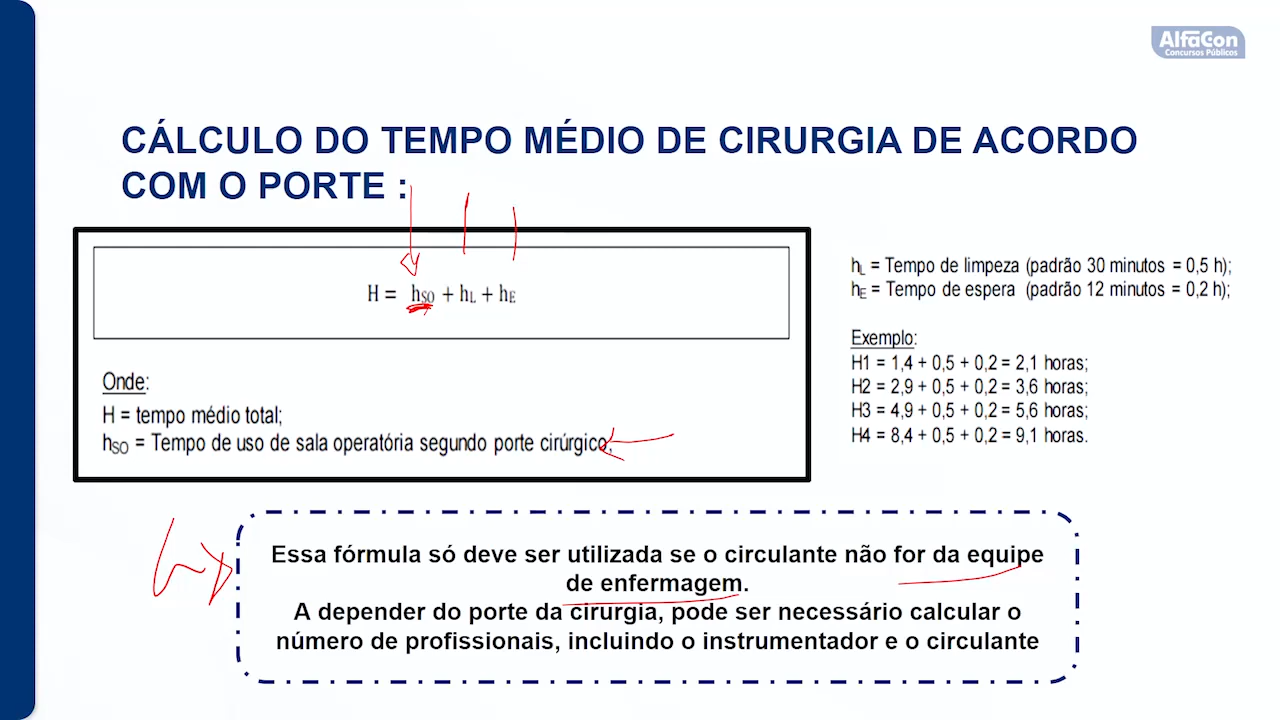 AlfaCon
Concursos Públicos
CÁLCULO DO TEMPO MÉDIO DE CIRURGIA DE ACORDO
COM O PORTE :
H = hSO + hL + hE
Onde:
H = tempo médio total;
hSO = Tempo de uso de sala operatória segundo porte cirúrgico;
hL = Tempo de limpeza (padrão 30 minutos = 0,5 h);
hE = Tempo de espera (padrão 12 minutos = 0,2 h);
Exemplo:
H1 = 1,4 + 0,5 + 0,2 = 2,1 horas;
H2 = 2,9 + 0,5 + 0,2 = 3,6 horas;
H3 = 4,9 + 0,5 + 0,2 = 5,6 horas;
H4 = 8,4 + 0,5 + 0,2 = 9,1 horas.
Essa fórmula só deve ser utilizada se o circulante não for da equipe
de enfermagem.
A depender do porte da cirurgia, pode ser necessário calcular o
número de profissionais, incluindo o instrumentador e o circulante